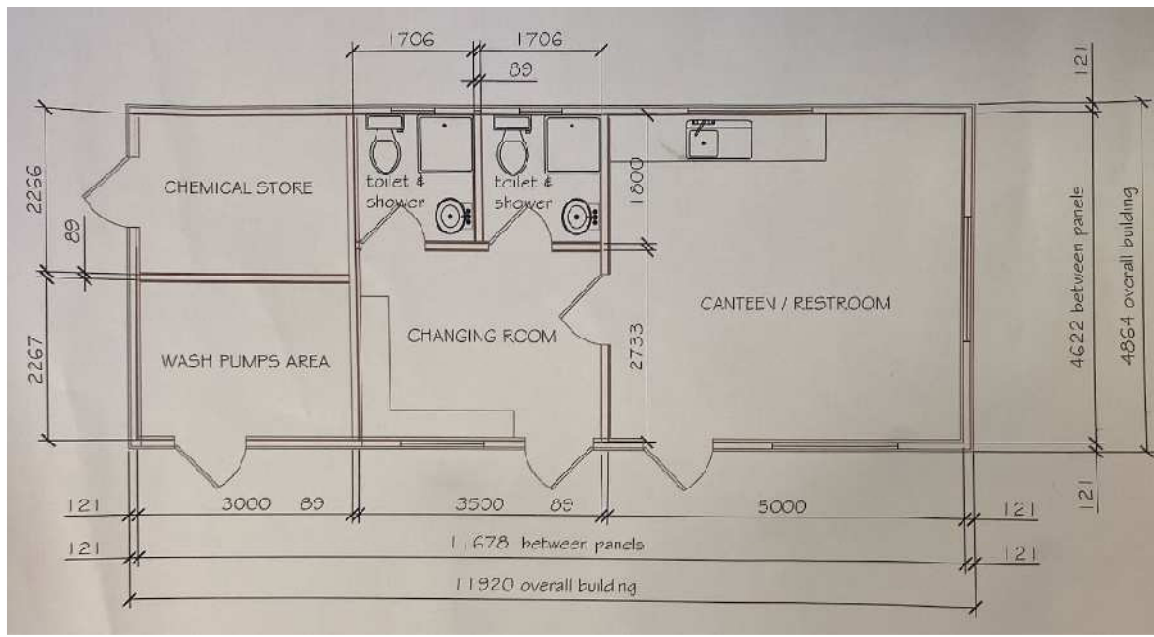 1706
1706
89
121
2266
89
2267
CHEMICAL STORE
WASH PUMPS AREA
toilet &
shower
toilet &
shower
CHANGING ROOM
1800
2733
CANTEEN / RESTROOM
4622 between panels
4864 overall building
121
121
3000
89
3500
89
5000
121
121
11678 between panels
121
11920 overall building